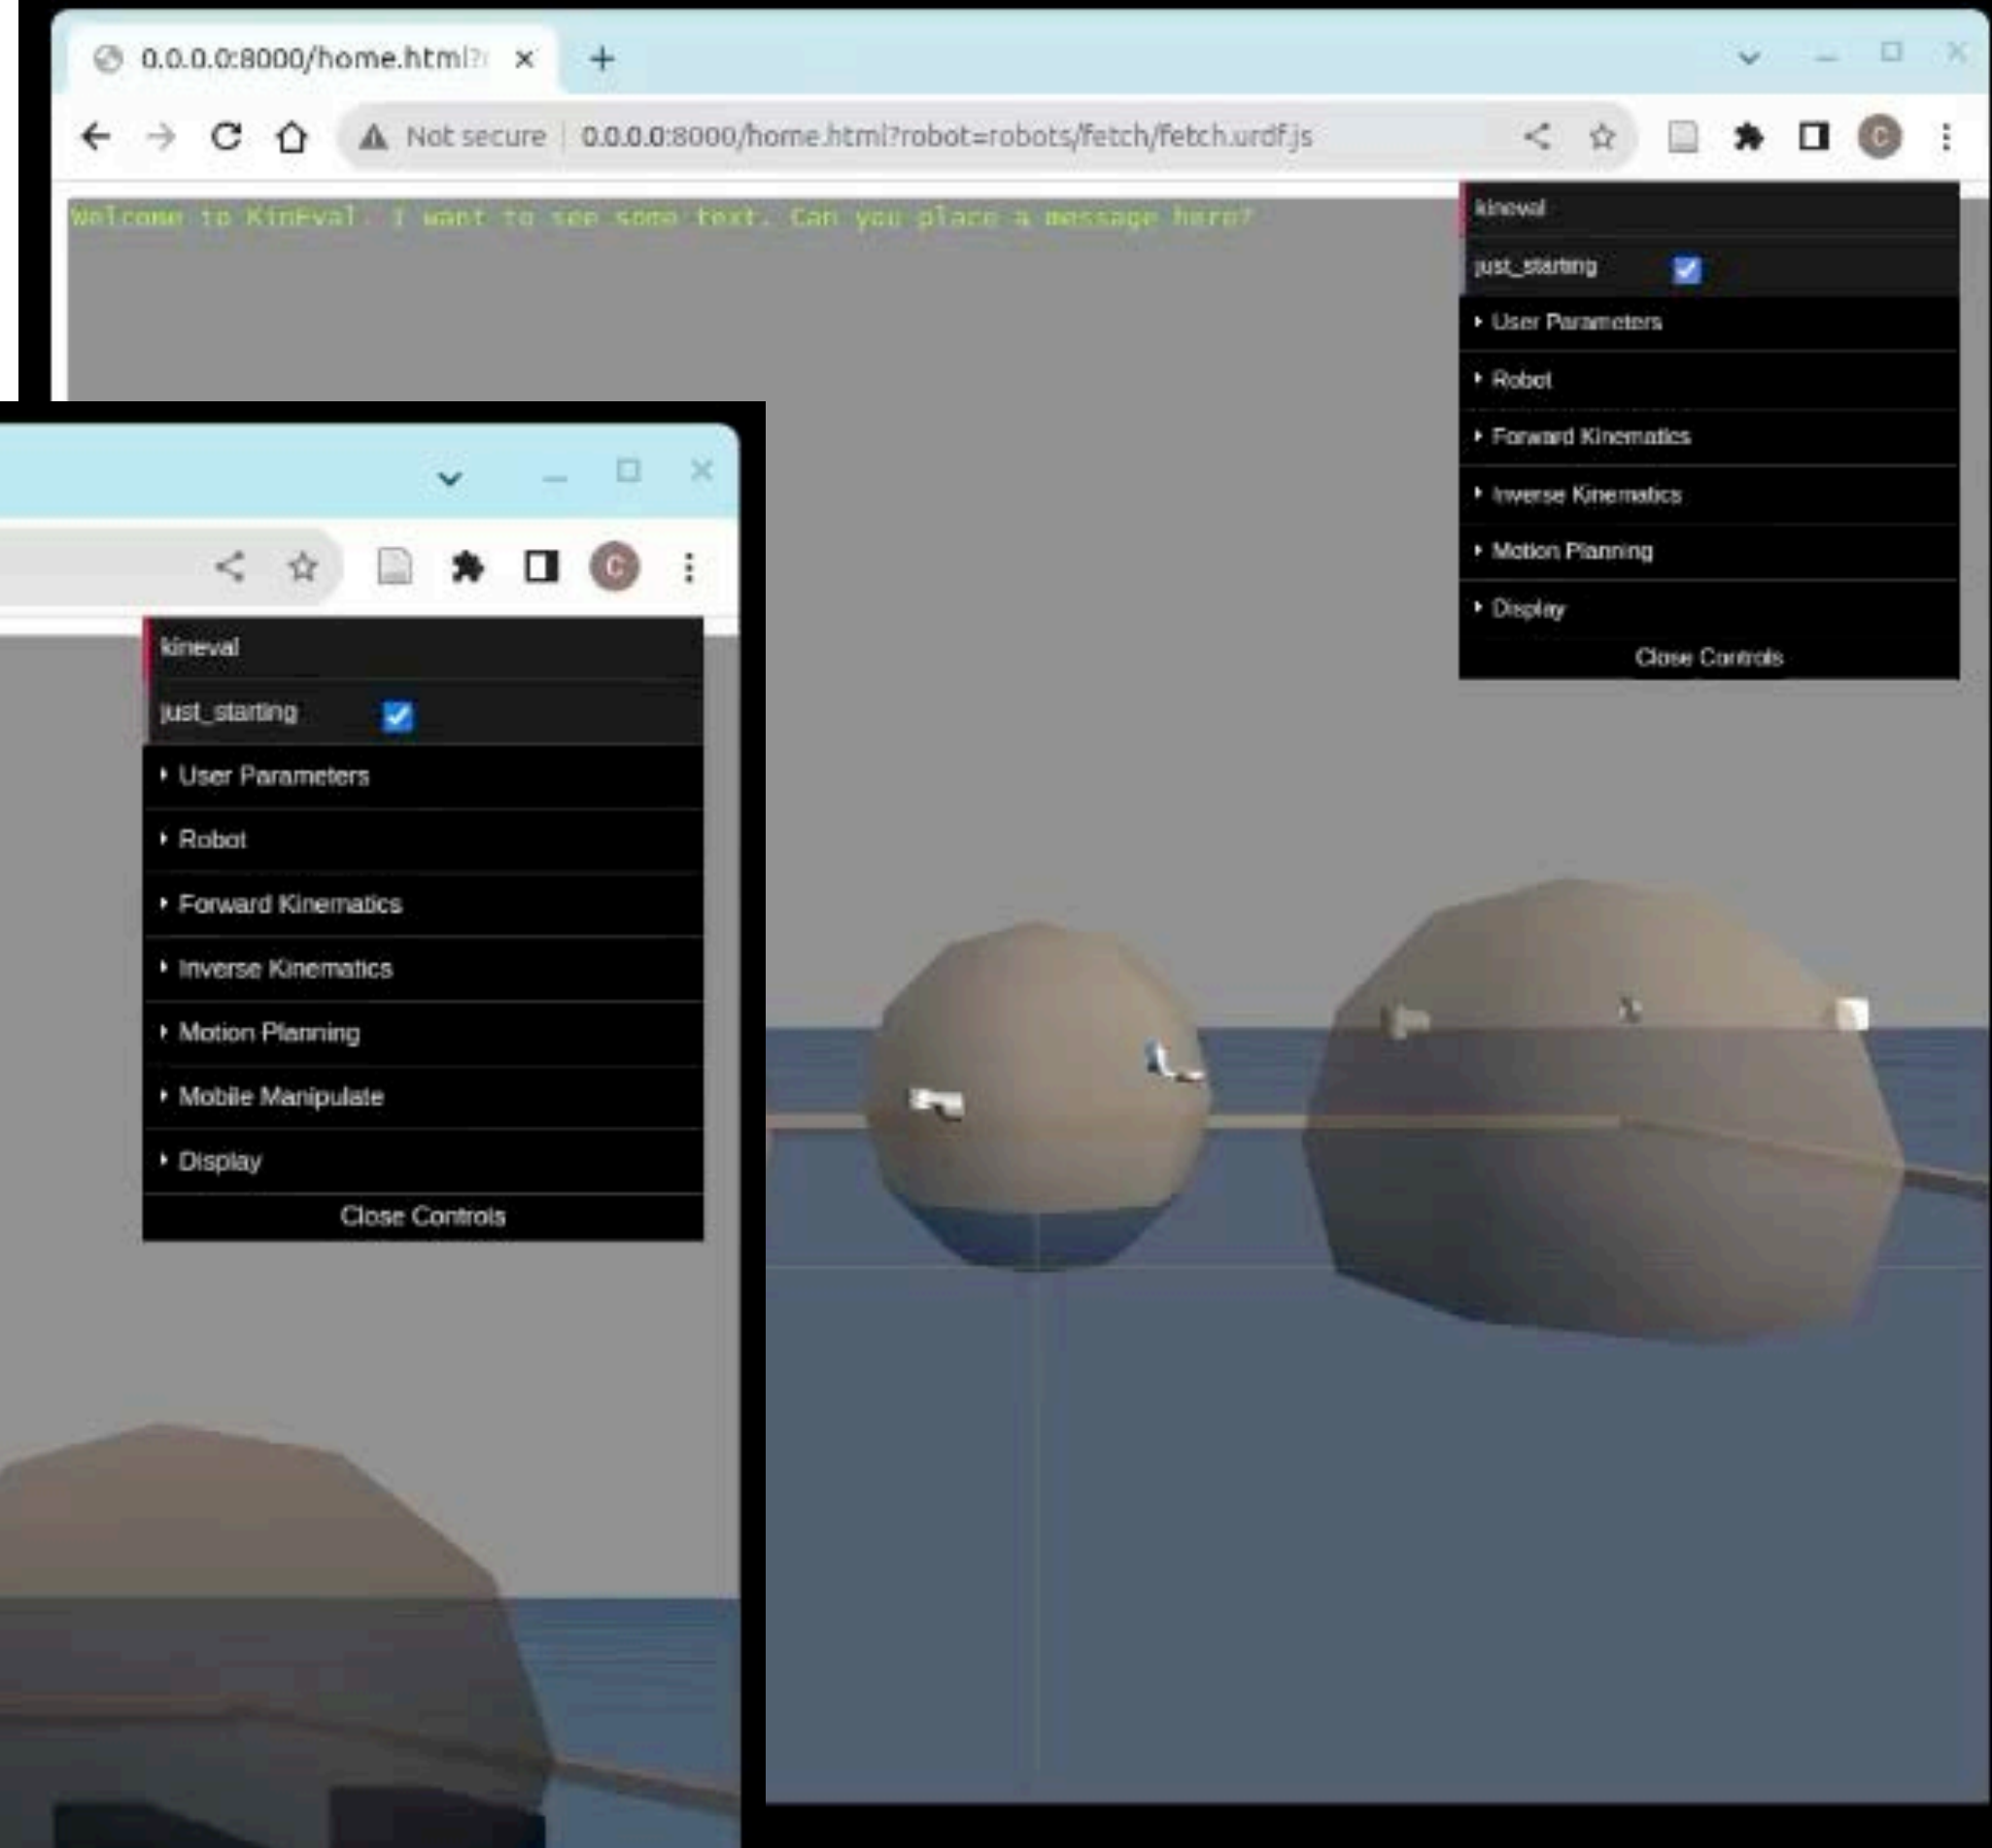 0.0.0.0:8000/home.html?
Not secure 0.0.0.0:8000/home.html?robot=robots/fetch/fetch.urdf.js
C
Welcome to KinEval. I want to see some text. Can you place a message here?
kineval
just_starting
User Parameters
Robot
Forward Kinematics
Inverse Kinematics
Motion Planning
Display
Close Controls
C
kineval
just_starting
User Parameters
Robot
Forward Kinematics
Inverse Kinematics
Motion Planning
Mobile Manipulate
Display
Close Controls